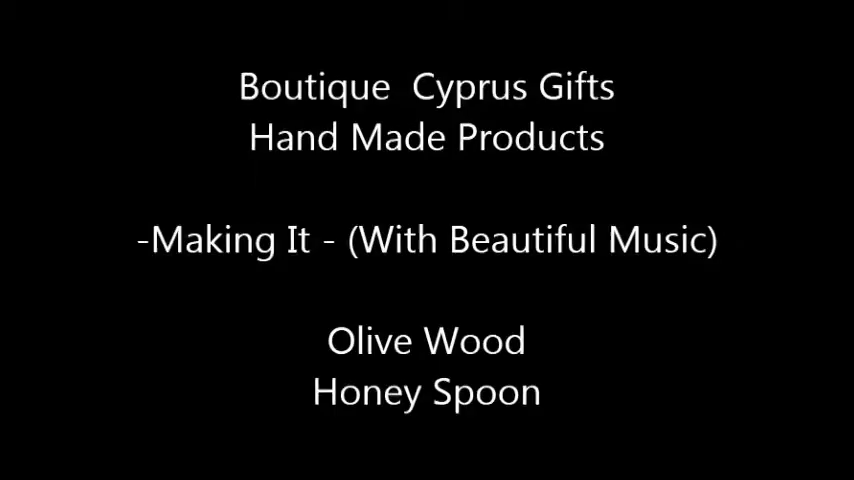 Boutique  Cyprus Gifts
Hand Made Products
-Making It - (With Beautiful Music)
Olive Wood
Honey Spoon